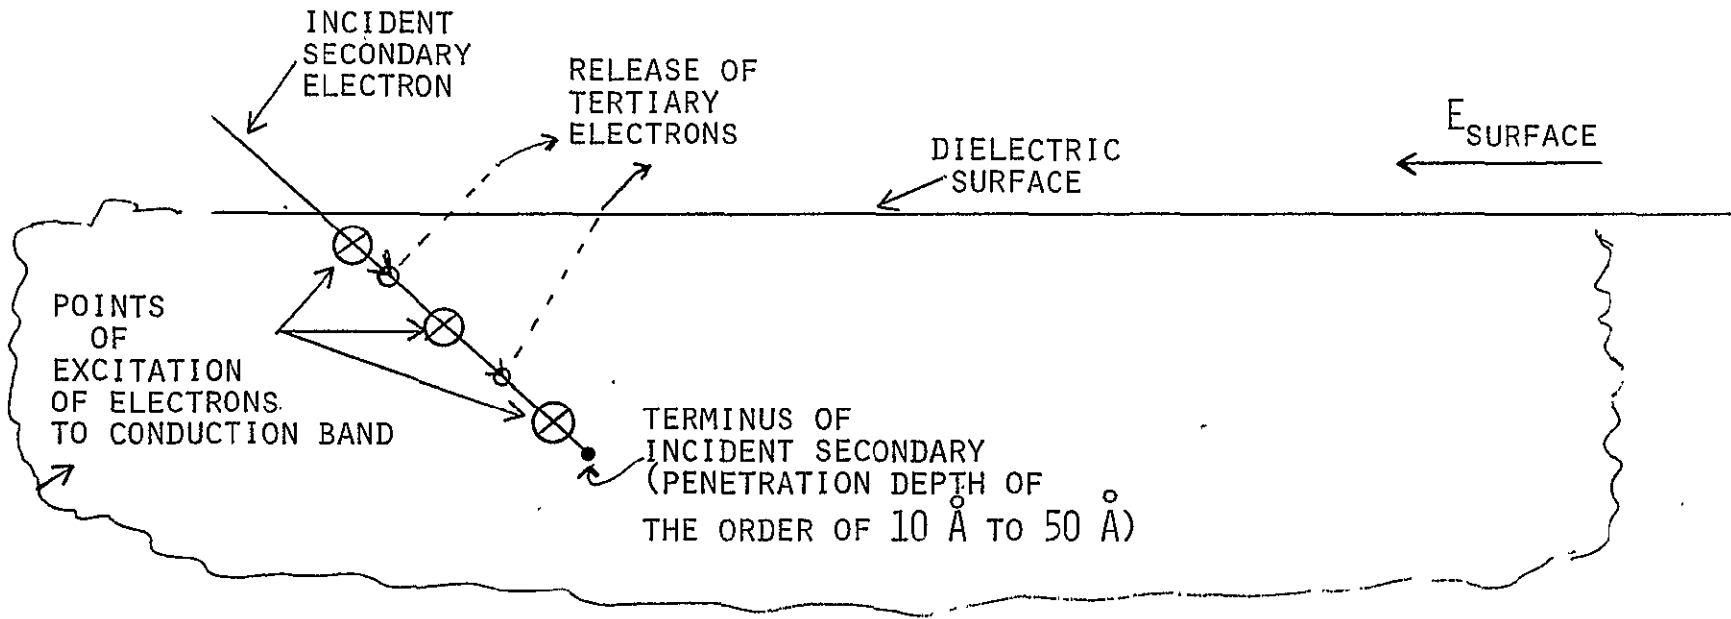 INCIDENT
SECONDARY
ELECTRON
RELEASE OF
TERTIARY
ELECTRONS
DIELECTRIC
SURFACE
E SURFACE
POINTS
OF
EXCITATION
OF ELECTRONS
TO CONDUCTION BAND
TERMINUS OF
INCIDENT SECONDARY
(PENETRATION DEPTH OF
THE ORDER OF 10 Å TO 50 Å)